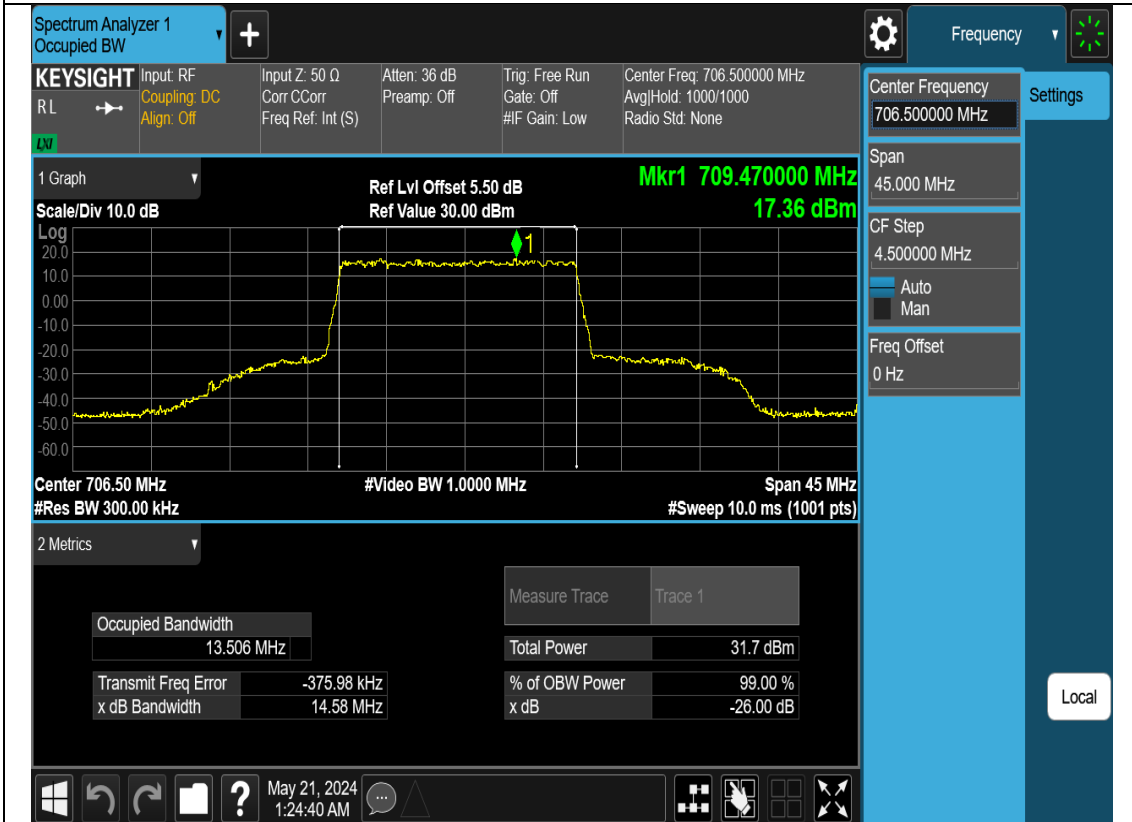 Spectrum Analyzer 1
Occupied BW
Frequency
KEYSIGHT
RL
LXI
Input: RF
Coupling: DC
Align: Off
Input Z: 50 Ω
Corr CCorr
Freq Ref: Int (S)
Atten: 36 dB
Preamp: Off
Trig: Free Run
Gate: Off
#IF Gain: Low
Center Freq: 706.500000 MHz
Avg|Hold: 1000/1000
Radio Std: None
Center Frequency
706.500000 MHz
Settings
Span
45.000 MHz
CF Step
4.500000 MHz
Auto
Man
Freq Offset
0 Hz
Local
1 Graph
Scale/Div 10.0 dB
Ref Lvl Offset 5.50 dB
Ref Value 30.00 dBm
Mkr1 709.470000 MHz
17.36 dBm
Log
1
20.0
10.0
0.00
-10.0
-20.0
-30.0
-40.0
-50.0
-60.0
Center 706.50 MHz
#Video BW 1.0000 MHz
Span 45 MHz
#Res BW 300.00 kHz
#Sweep 10.0 ms (1001 pts)
2 Metrics
Measure Trace Trace 1
Occupied Bandwidth
13.506 MHz
Total Power 31.7 dBm
Transmit Freq Error -375.98 kHz
% of OBW Power 99.00 %
x dB Bandwidth 14.58 MHz
x dB -26.00 dB
?
May 21, 2024
1:24:40 AM